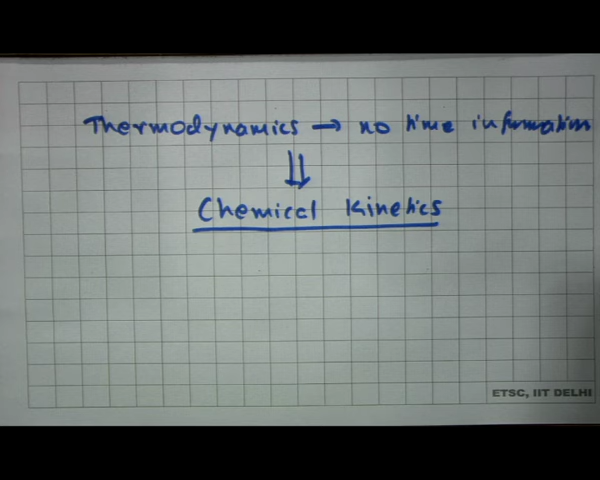 Thermodynamics → no time information
⇓
Chemical Kinetics
ETSC, IIT DELHI